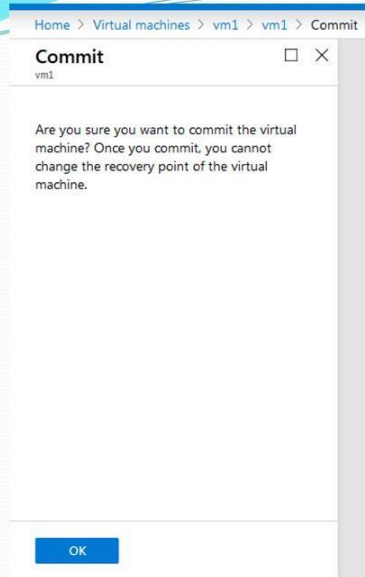 Home > Virtual machines > vm1 > vm1 > Commit
Commit
vm1
Are you sure you want to commit the virtual
machine? Once you commit, you cannot
change the recovery point of the virtual
machine.
OK